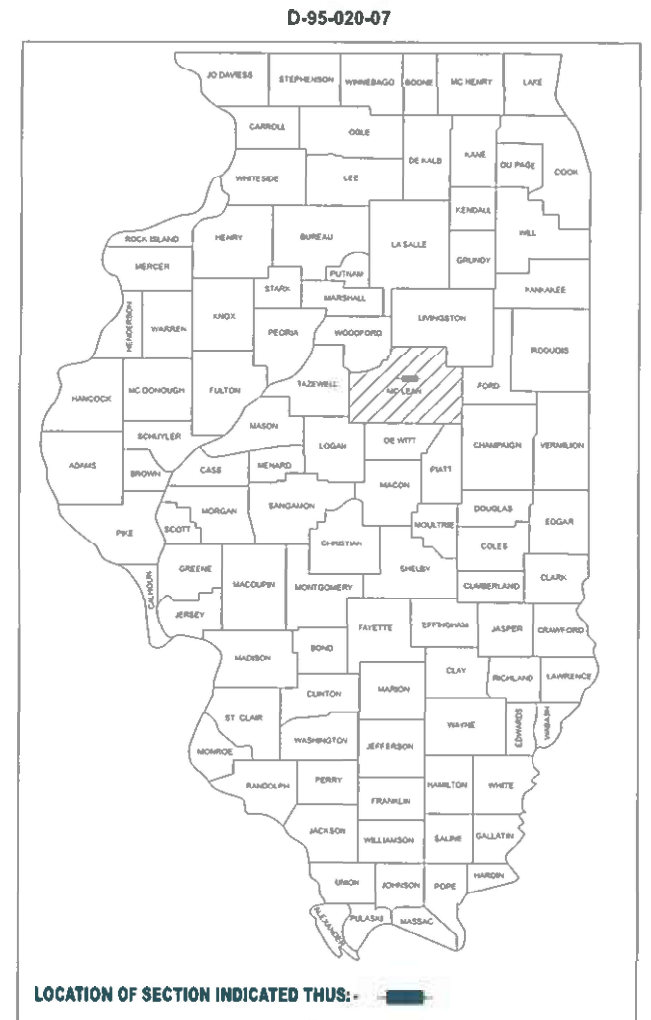 D-95-020-07
JO DAVIESS STEPHENSON WINNEBAGO BOONE MC HENRY LAKE
CARROLL OGLE DE KALB KANE DU PAGE COOK
WHITESIDE LEE
KENDALL
ROCK ISLAND HENRY BUREAU LA SALLE WILL
MERCER PUTNAM GRUNDY
STARK MARSHALL KANKAKEE
HENDERSON WARREN KNOX PEORIA WOODFORD LIVINGSTON
IROQUOIS
HANCOCK MC DONOUGH FULTON TAZEWELL MC LEAN FORD
MASON
SCHUYLER LOGAN DE WITT CHAMPAIGN VERMILION
ADAMS BROWN CASS MENARD PIATT
MACON
MORGAN SANGAMON DOUGLAS
PIKE SCOTT MOULTRIE EDGAR
CHRISTIAN COLES
GREENE SHELBY
CALHOUN MACOUPIN MONTGOMERY CUMBERLAND CLARK
JERSEY
FAYETTE EFFINGHAM JASPER CRAWFORD
MADISON BOND
CLAY RICHLAND LAWRENCE
CLINTON MARION
ST CLAIR WAYNE EDWARDS WABASH
WASHINGTON JEFFERSON
MONROE
RANDOLPH PERRY HAMILTON WHITE
FRANKLIN
JACKSON WILLIAMSON SALINE GALLATIN
UNION JOHNSON POPE HARDIN
ALEXANDER PULASKI MASSAC
LOCATION OF SECTION INDICATED THUS:-